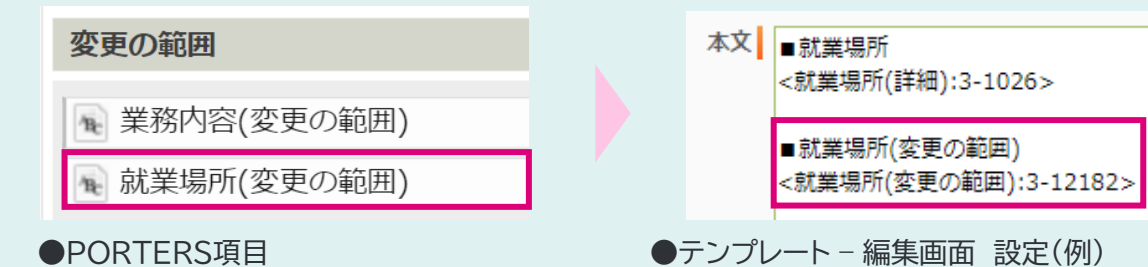 変更の範囲
業務内容(変更の範囲)
就業場所(変更の範囲)
●PORTERS項目
本文
■就業場所
<就業場所(詳細):3-1026>
■就業場所(変更の範囲)
<就業場所(変更の範囲):3-12182>
●テンプレート – 編集画面 設定(例)